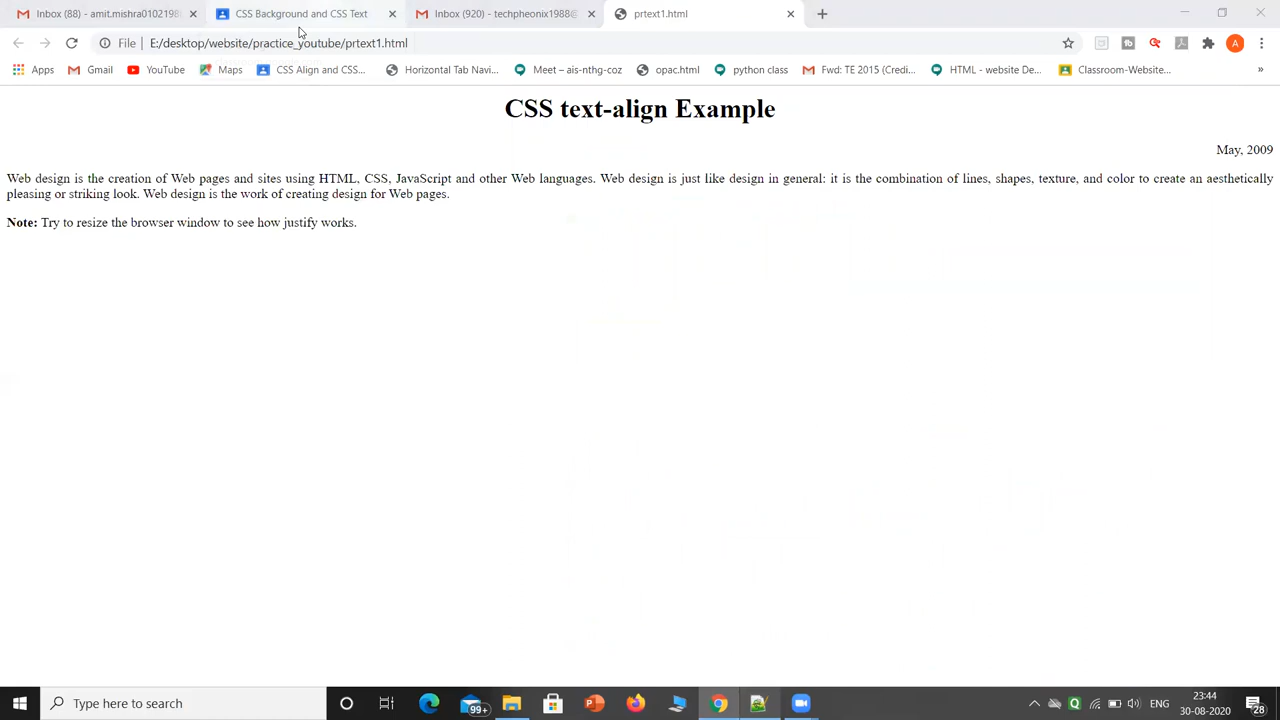 Inbox (88) - amit.mishra0102198
CSS Background and CSS Text
Inbox (920) - techpheonix1988@
prtext1.html
File
E:/desktop/website/practice_youtube/prtext1.html
A
Apps
Gmail
YouTube
Maps
CSS Align and CSS...
Horizontal Tab Navi...
Meet – ais-nthg-coz
opac.html
python class
Fwd: TE 2015 (Credi...
HTML - website De...
Classroom-Website...
»
CSS text-align Example
May, 2009
Web design is the creation of Web pages and sites using HTML, CSS, JavaScript and other Web languages. Web design is just like design in general: it is the combination of lines, shapes, texture, and color to create an aesthetically
pleasing or striking look. Web design is the work of creating design for Web pages.
Note: Try to resize the browser window to see how justify works.
Type here to search
99+
ENG
23:44
30-08-2020
28